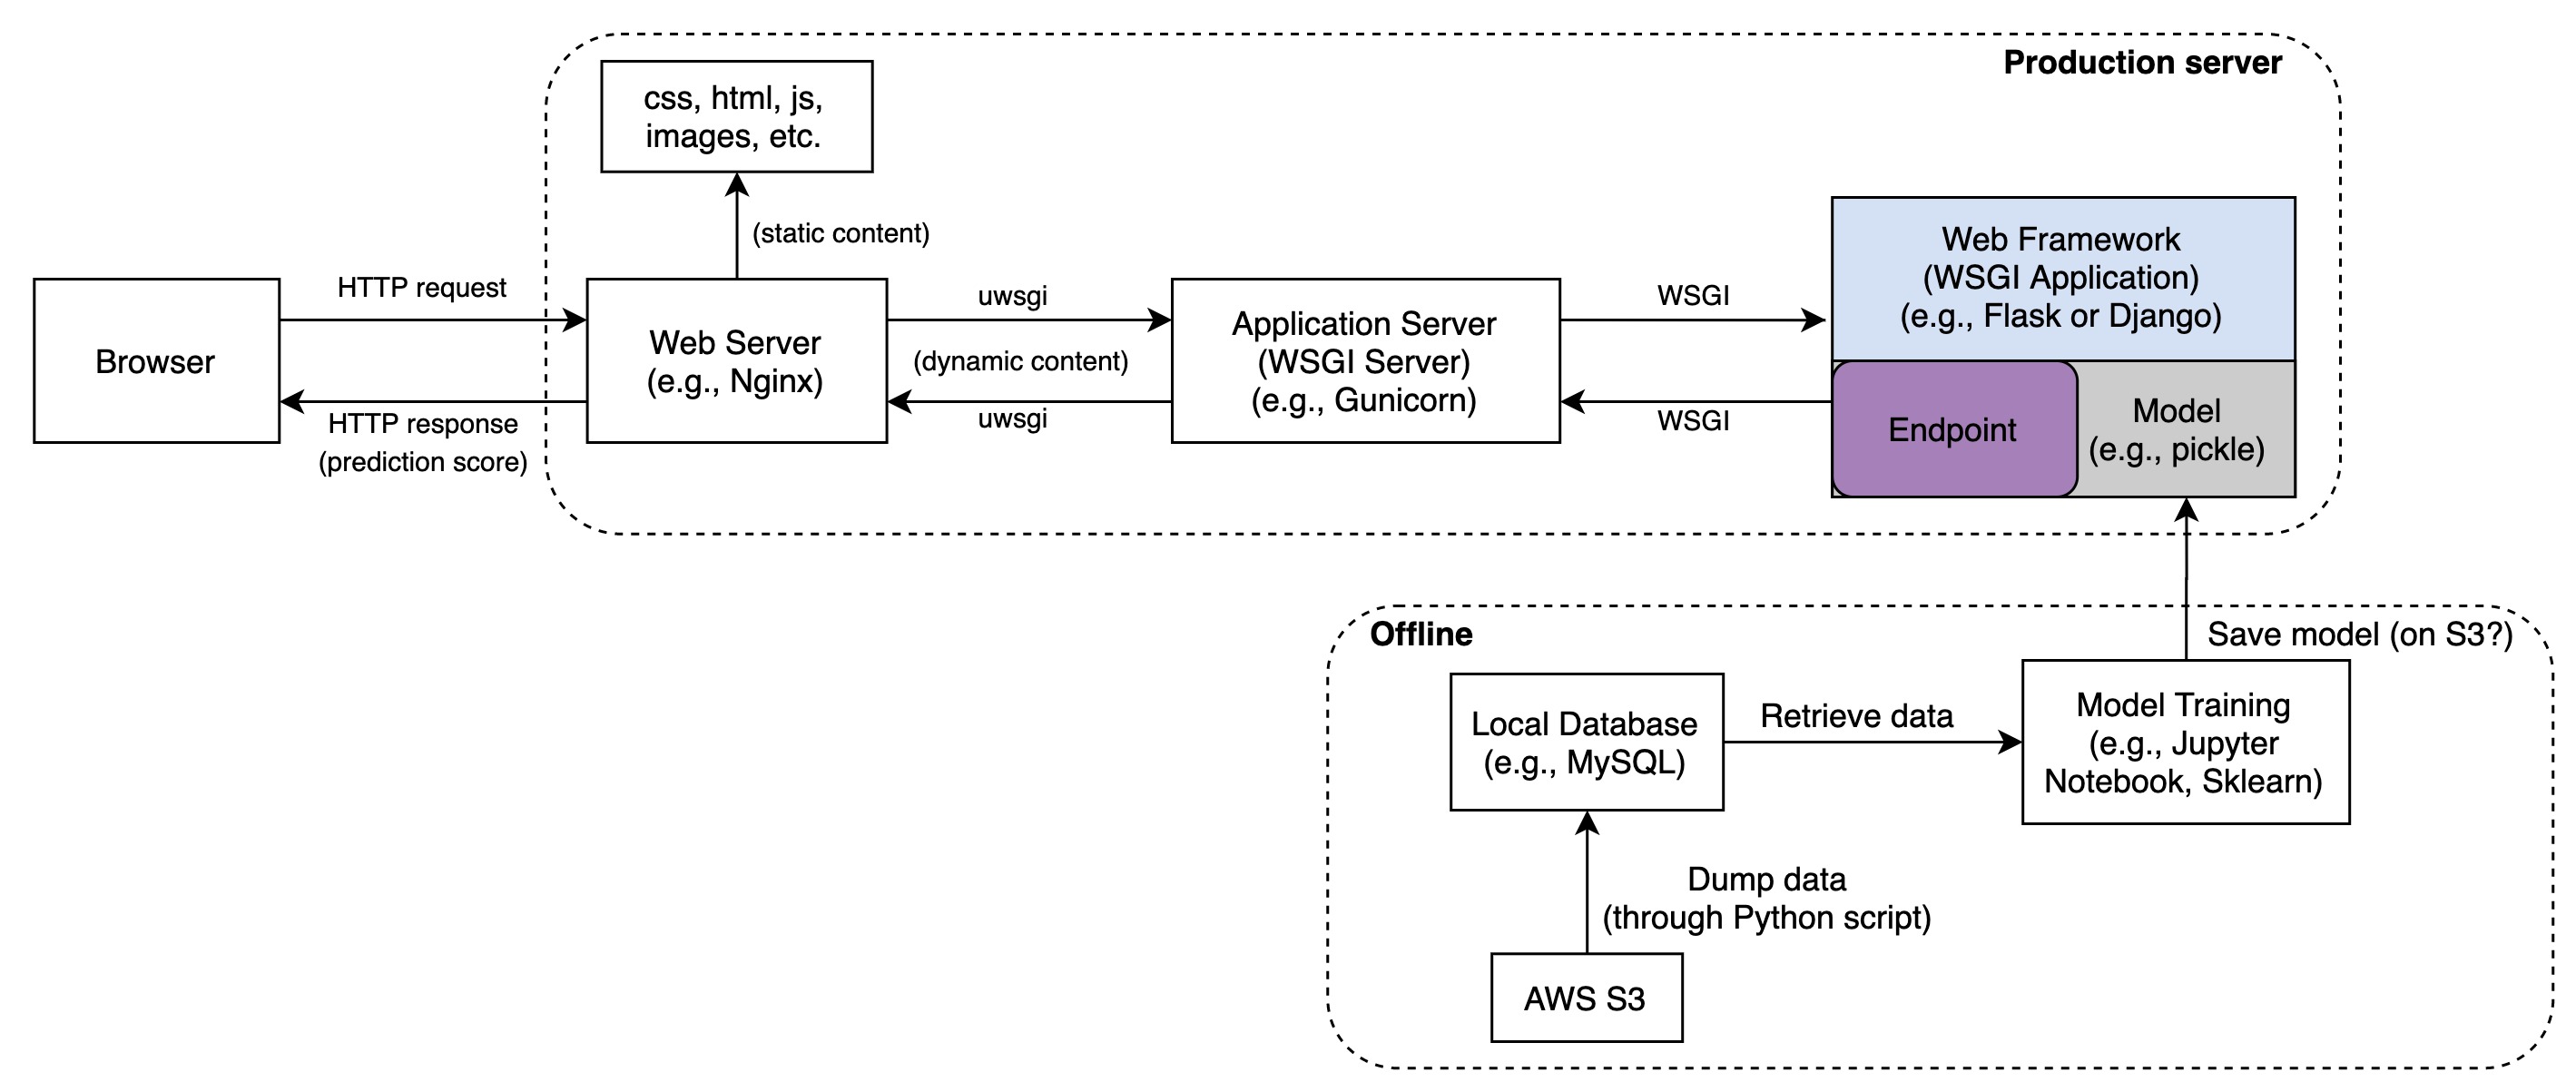 Production server
css, html, js,
images, etc.
(static content)
Browser
HTTP request
HTTP response
(prediction score)
Web Server
(e.g., Nginx)
uwsgi
(dynamic content)
uwsgi
Application Server
(WSGI Server)
(e.g., Gunicorn)
WSGI
WSGI
Web Framework
(WSGI Application)
(e.g., Flask or Django)
Endpoint
Model
(e.g., pickle)
Offline
Save model (on S3?)
Local Database
(e.g., MySQL)
Retrieve data
Model Training
(e.g., Jupyter
Notebook, Sklearn)
Dump data
(through Python script)
AWS S3